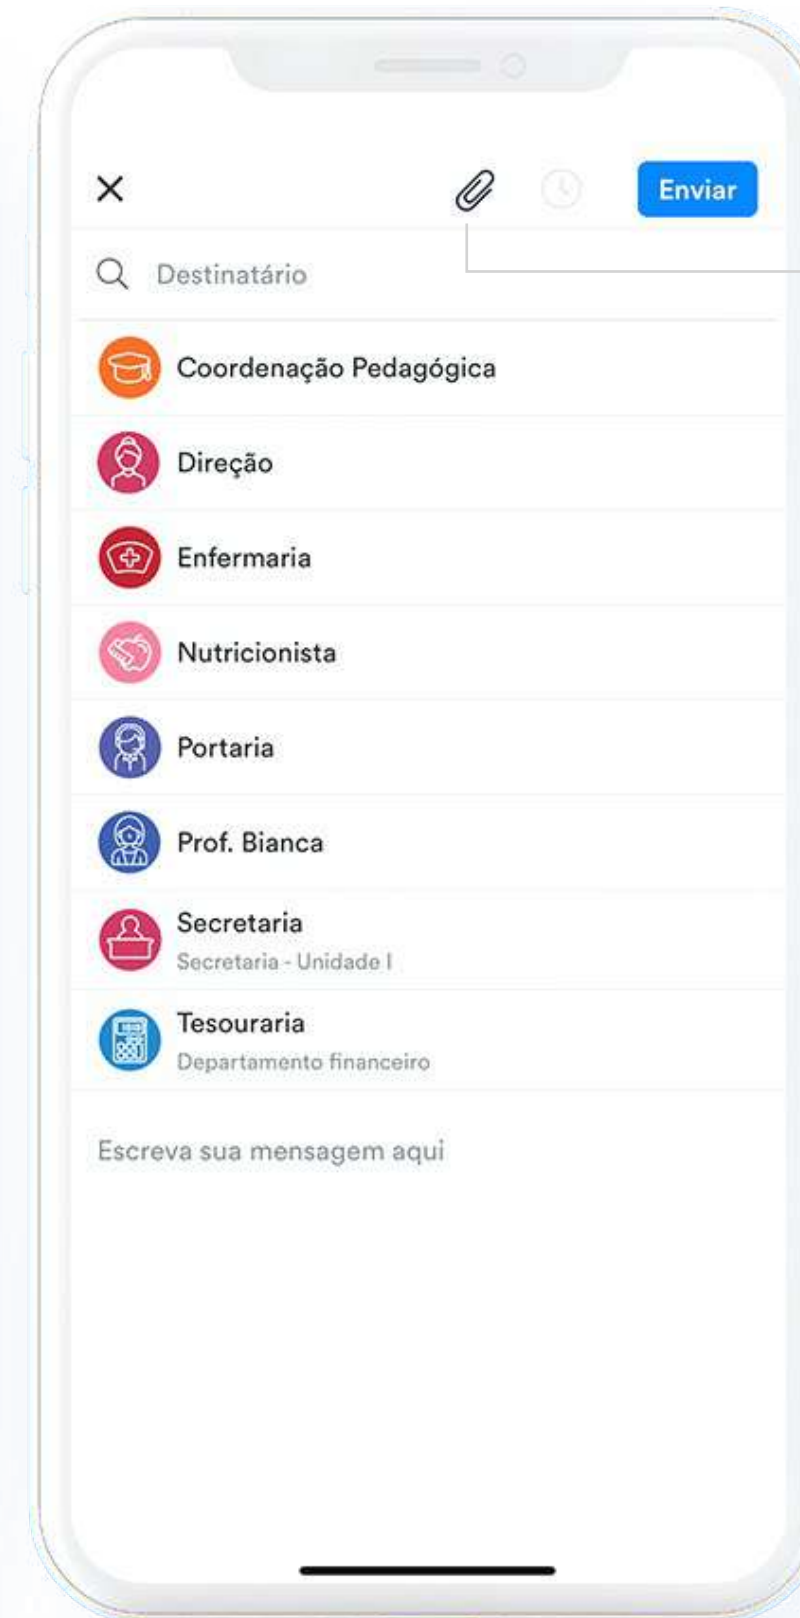 Enviar
Destinatário
Coordenação Pedagógica
Direção
Enfermaria
Nutricionista
Portaria
Prof. Bianca
Secretaria
Secretaria - Unidade I
Tesouraria
Departamento financeiro
Escreva sua mensagem aqui